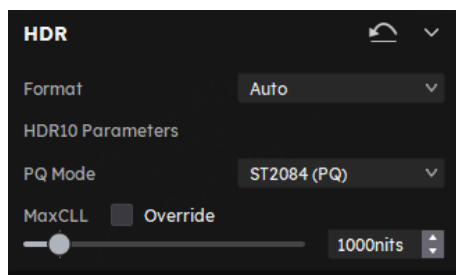 HDR
Format Auto
HDR10 Parameters
PQ Mode ST2084 (PQ)
MaxCLL Override
1000nits